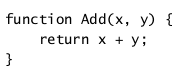 function Add(x, y) {
    return x + y;
}